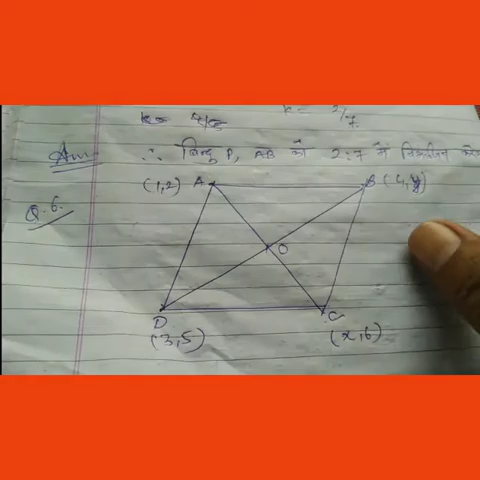 k = 2/7
Ans ∴ बिन्दु P, AB को 2:7 में विभाजित
(1,2) A B (4,y)
Q.6.
O
D C
(3,5) (x,6)